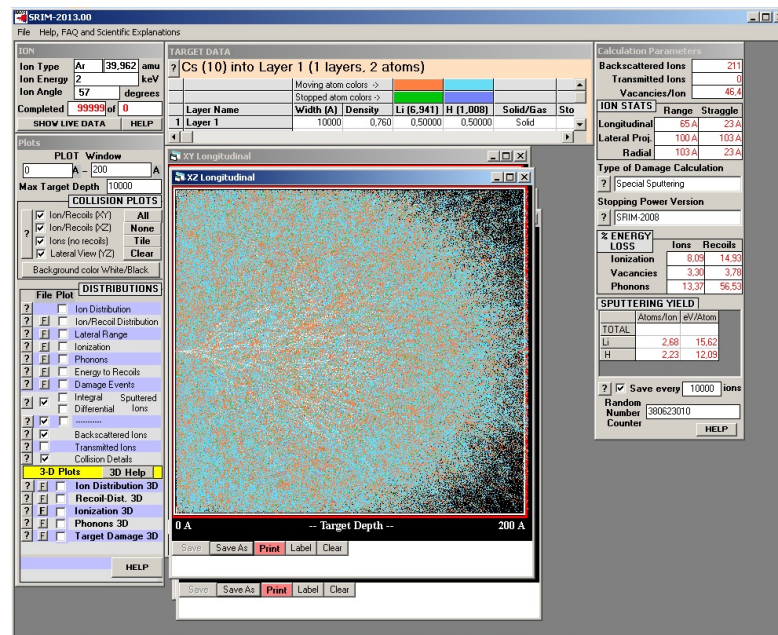 SRIM-2013.00
File Help, FAQ and Scientific Explanations
ION
Ion Type Ar 39,962 amu
Ion Energy 2 keV
Ion Angle 57 degrees
Completed 99999 of 0
SHOW LIVE DATA HELP
Plots
PLOT Window
0 A - 200 A
Max Target Depth 10000
COLLISION PLOTS
Ion/Recoils (XY) All
? Ion/Recoils (XZ) None
Ions (no recoils) Tile
Lateral View (YZ) Clear
Background color White/Black
DISTRIBUTIONS
File Plot
? Ion Distribution
? F Ion/Recoil Distribution
? F Lateral Range
? F Ionization
? F Phonons
? F Energy to Recoils
? F Damage Events
? Integral Sputtered
Differential Ions
? -----------
? Backscattered Ions
? Transmitted Ions
? Collision Details
3-D Plots 3D Help
? F Ion Distribution 3D
? F Recoil-Dist. 3D
? F Ionization 3D
? F Phonons 3D
? F Target Damage 3D
HELP
TARGET DATA
? Cs (10) into Layer 1 (1 layers, 2 atoms)
Moving atom colors ->
Stopped atom colors ->
Layer Name Width (A) Density Li (6,941) H (1,008) Solid/Gas Sto
1 Layer 1 10000 0,760 0,50000 0,50000 Solid
XY Longitudinal
XZ Longitudinal
0 A -- Target Depth -- 200 A
Save Save As Print Label Clear
Save Save As Print Label Clear
Calculation Parameters
Backscattered Ions 211
Transmitted Ions 0
Vacancies/Ion 46,4
ION STATS Range Straggle
Longitudinal 65 A 23 A
Lateral Proj. 100 A 103 A
Radial 103 A 23 A
Type of Damage Calculation
? Special Sputtering
Stopping Power Version
? SRIM-2008
% ENERGY LOSS Ions Recoils
Ionization 8,09 14,93
Vacancies 3,30 3,78
Phonons 13,37 56,53
SPUTTERING YIELD
Atoms/Ion eV/Atom
TOTAL
Li 2,68 15,62
H 2,23 12,09
? Save every 10000 ions
Random
Number 380623010
Counter
HELP